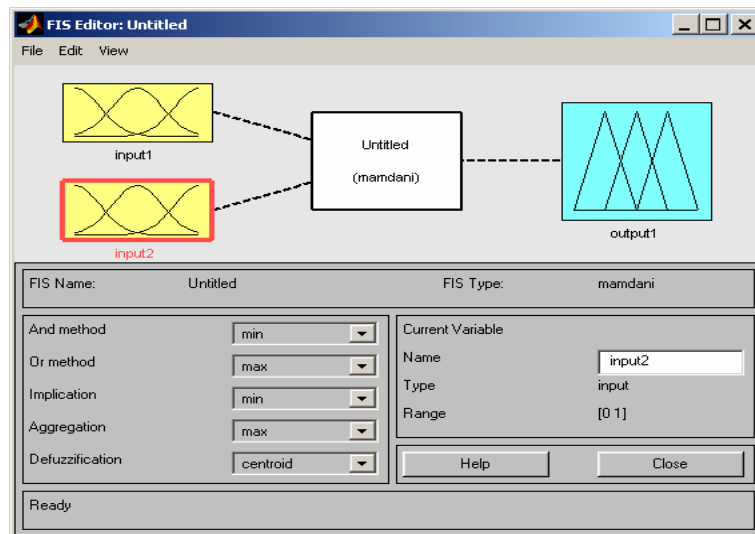 FIS Editor: Untitled
File Edit View
input1
input2
Untitled
(mamdani)
output1
FIS Name: Untitled FIS Type: mamdani
And method min
Or method max
Implication min
Aggregation max
Defuzzification centroid
Current Variable
Name input2
Type input
Range [0 1]
Help Close
Ready